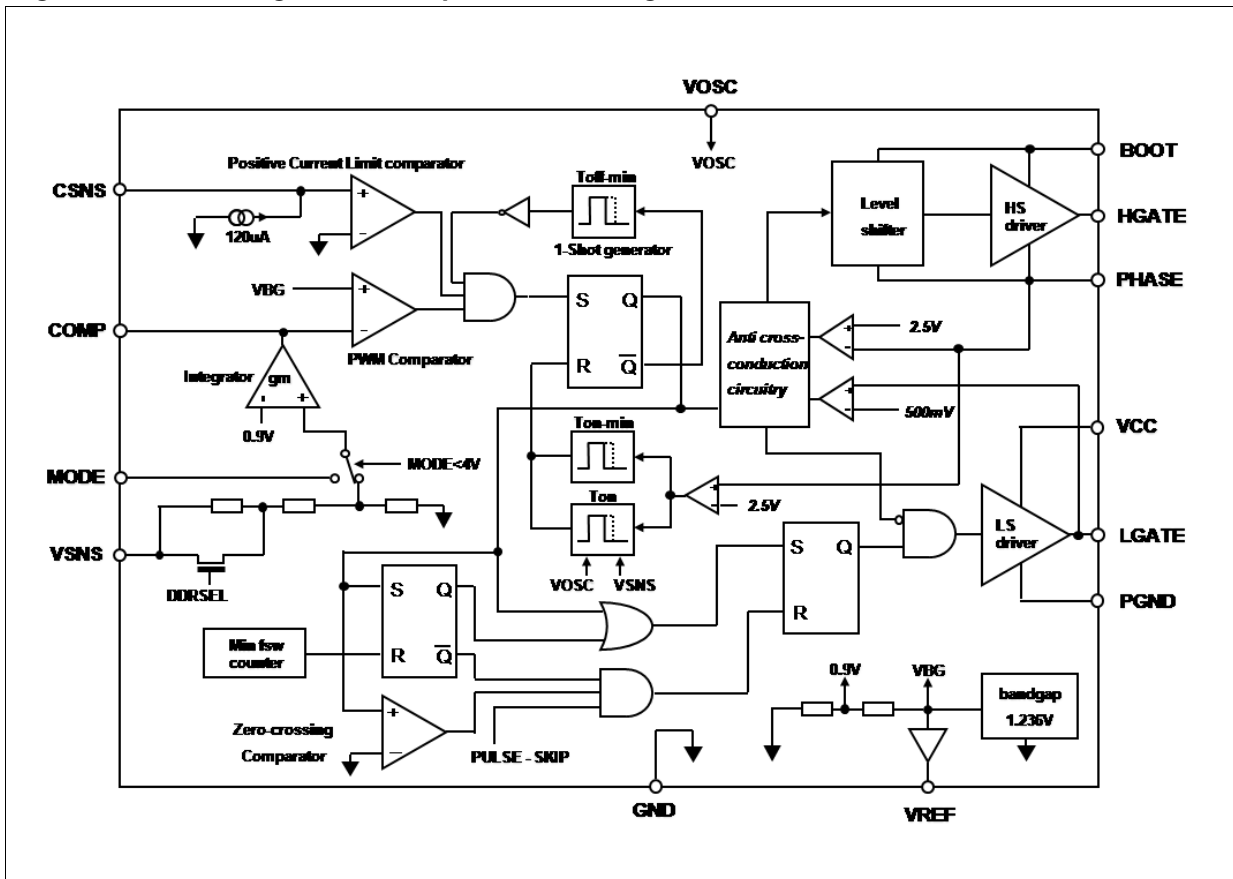 VOSC
VOSC
Positive Current Limit comparator
CSNS
120uA
+
-
Toff-min
1-Shot generator
Level
shifter
HS
driver
BOOT
HGATE
PHASE
VBG
+
-
PWM Comparator
COMP
Integrator
gm
-
+
0.9V
S
Q
R
Q
Anti cross-
conduction
circuitry
+
-
2.5V
+
-
500mV
VCC
MODE
MODE<4V
Ton-min
Ton
+
-
2.5V
VOSC
VSNS
VSNS
DDRSEL
S
Q
R
LS
driver
LGATE
PGND
S
Q
R
Q
Min fsw
counter
Zero-crossing
Comparator
+
-
PULSE - SKIP
0.9V
VBG
bandgap
1.236V
GND
VREF